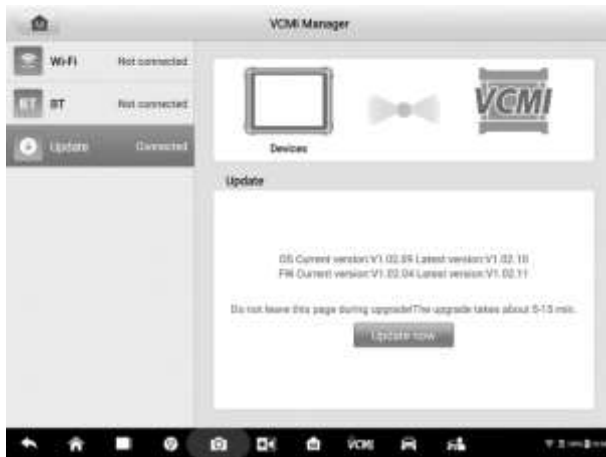 VCMI Manager
Wi-Fi Not connected
BT BT Not connected
Update Connected
VCMI
Devices
Update
OS Current version:V1.02.09 Latest version:V1.02.10
FW Current version:V1.02.04 Latest version:V1.02.11
Do not leave this page during upgrade!The upgrade takes about 5-15 min.
Update now
VCMI